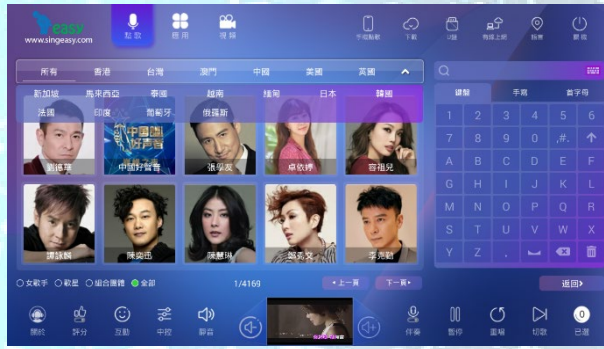 easy
www.singeasy.com
點歌
應用
視頻
手機點歌
下載
U盤
有線上網
錄音
關機
所有
香港
台灣
澳門
中國
美國
英國
新加坡
馬來西亞
泰國
越南
緬甸
日本
韓國
法國
印度
葡萄牙
俄羅斯
鍵盤
手寫
首字母
1 2 3 4 5 6
7 8 9 0 #.
A B C D E F
G H I J K L
M N O P Q R
S T U V W X
Y Z .
中國好聲音
劉德華
中國好聲音
張學友
卓依婷
容祖兒
譚詠麟
陳奕迅
陳慧琳
鄭秀文
李克勤
女歌手
歌星
組合團體
全部
1/4169
上一頁
下一頁
返回>
關於
評分
互動
中控
靜音
伴奏
暫停
重唱
切歌
0
已選